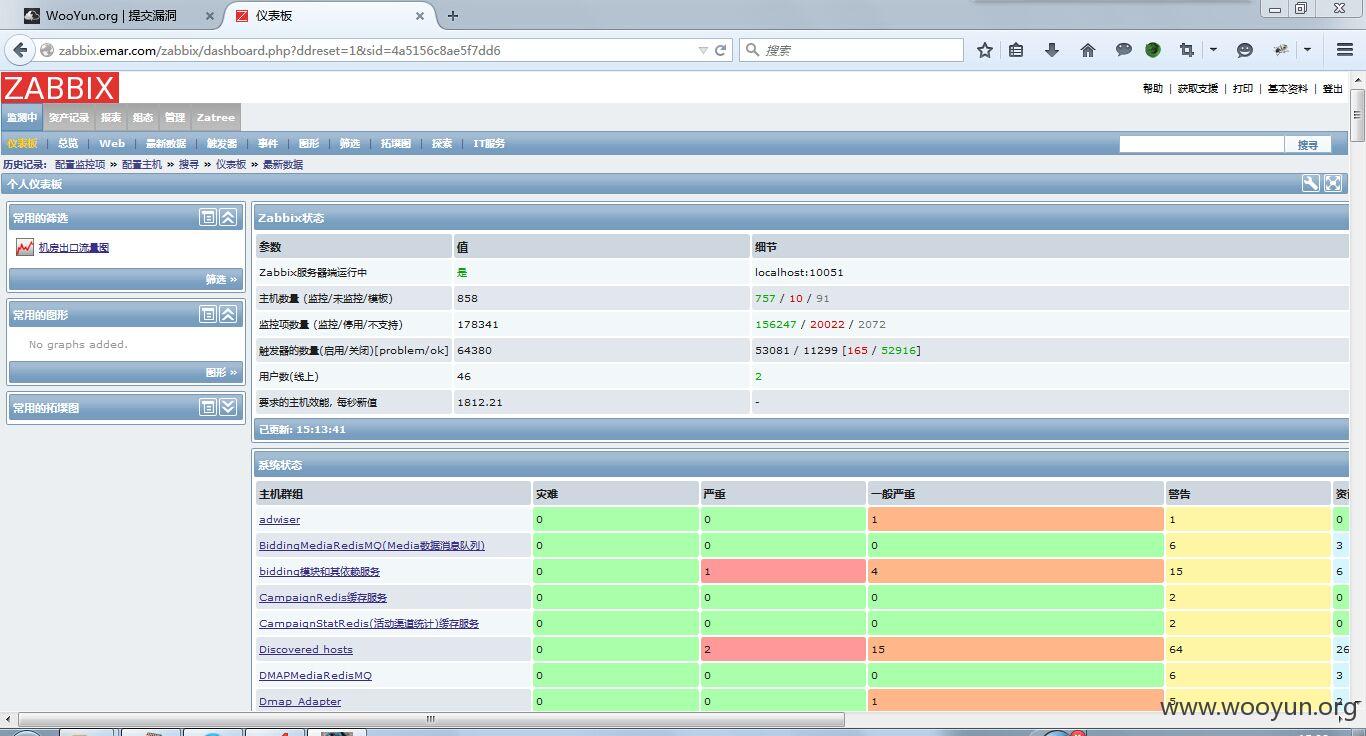 WooYun.org | 提交漏洞
仪表板
zabbix.emar.com/zabbix/dashboard.php?ddreset=1&sid=4a5156c8ae5f7dd6
搜索
ZABBIX
帮助 | 获取支援 | 打印 | 基本资料 | 登出
监测中 资产记录 报表 组态 管理 Zatree
仪表板 | 总览 | Web | 最新数据 | 触发器 | 事件 | 图形 | 筛选 | 拓墣图 | 探索 | IT服务
搜寻
历史记录: 配置监控项 » 配置主机 » 搜寻 » 仪表板 » 最新数据
个人仪表板
常用的筛选
机房出口流量图
筛选 »
常用的图形
No graphs added.
图形 »
常用的拓墣图
Zabbix状态
参数 值 细节
Zabbix服务器端运行中 是 localhost:10051
主机数量 (监控/未监控/模板) 858 757 / 10 / 91
监控项数量 (监控/停用/不支持) 178341 156247 / 20022 / 2072
触发器的数量(启用/关闭)[problem/ok] 64380 53081 / 11299 [165 / 52916]
用户数(线上) 46 2
要求的主机效能, 每秒新值 1812.21 -
已更新: 15:13:41
系统状态
主机群组 灾难 严重 一般严重 警告
adwiser 0 0 1 1 0
BiddingMediaRedisMQ(Media数据消息队列) 0 0 0 6 3
bidding模块和其依赖服务 0 1 4 15 6
CampaignRedis缓存服务 0 0 0 2 0
CampaignStatRedis(活动渠道统计)缓存服务 0 0 0 2 0
Discovered hosts 0 2 15 64 26
DMAPMediaRedisMQ 0 0 0 6 3
Dmap Adapter 0 0 1 5
www.wooyun.org